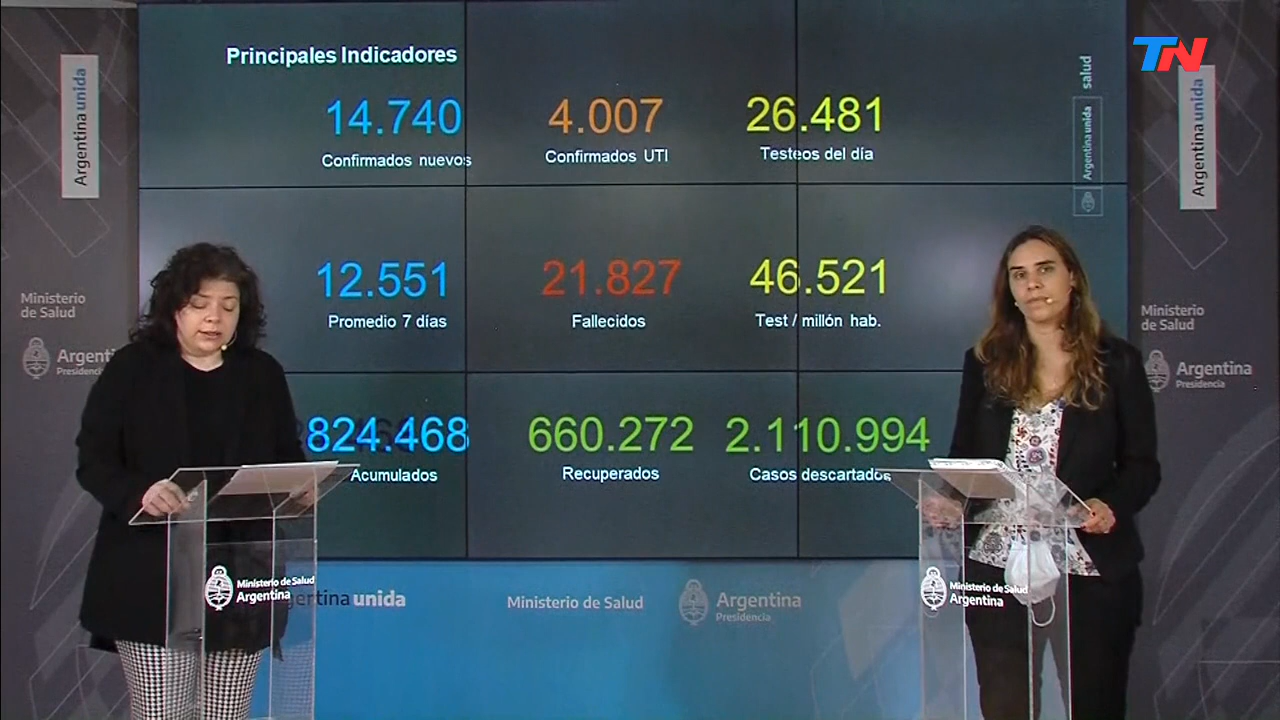 TN
Principales Indicadores
14.740
Confirmados nuevos
4.007
Confirmados UTI
26.481
Testeos del día
12.551
Promedio 7 días
21.827
Fallecidos
46.521
Test / millón hab.
824.468
Acumulados
660.272
Recuperados
2.110.994
Casos descartados
salud
Argentina unida
Argentina unida
Argentina unida
Ministerio
de Salud
Argenti
Presidencia
Ministerio
de Salud
Argentina
Presidencia
Ministerio de Salud
Argentina
gentina unida
Ministerio de Salud
Argentina
Presidencia
Ministerio de Salud
Argentina